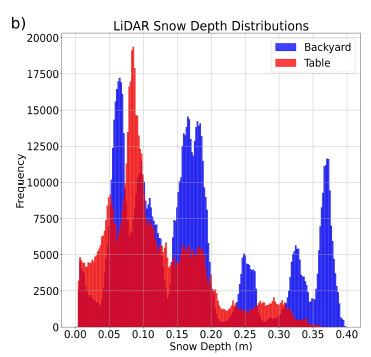 b)
LiDAR Snow Depth Distributions
Backyard
Table
Frequency
20000
17500
15000
12500
10000
7500
5000
2500
0
0.00 0.05 0.10 0.15 0.20 0.25 0.30 0.35 0.40
Snow Depth (m)